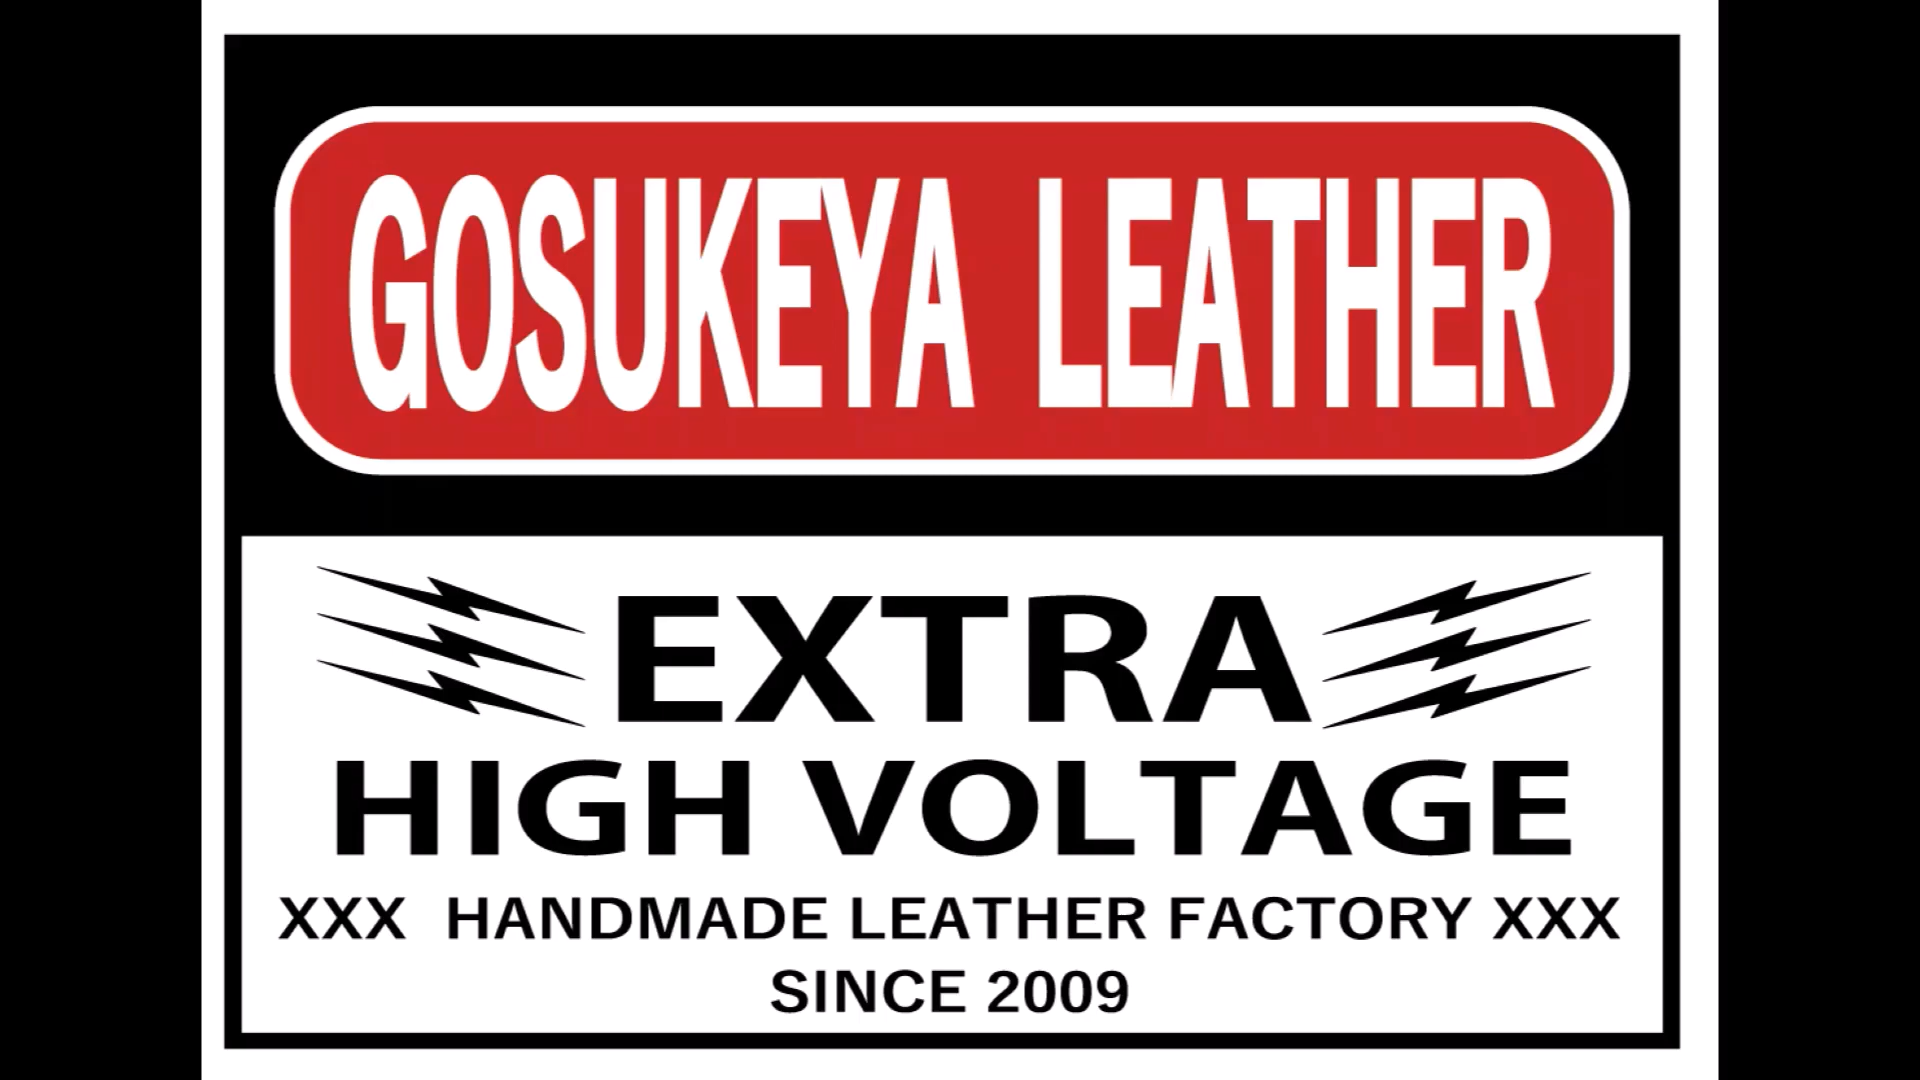 GOSUKEYA LEATHER
EXTRA
HIGH VOLTAGE
XXX HANDMADE LEATHER FACTORY XXX
SINCE 2009